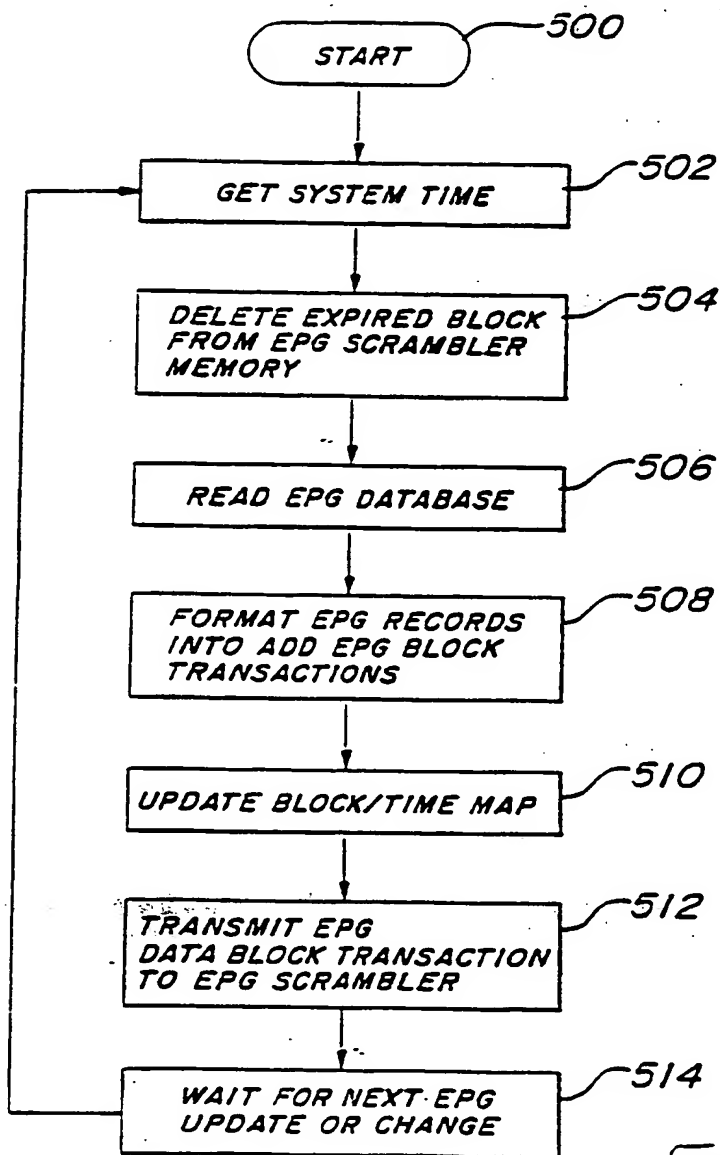 500
START
502
GET SYSTEM TIME
504
DELETE EXPIRED BLOCK
FROM EPG SCRAMBLER
MEMORY
506
READ EPG DATABASE
508
FORMAT EPG RECORDS
INTO ADD EPG BLOCK
TRANSACTIONS
510
UPDATE BLOCK/TIME MAP
512
TRANSMIT EPG
DATA BLOCK TRANSACTION
TO EPG SCRAMBLER
514
WAIT FOR NEXT EPG
UPDATE OR CHANGE